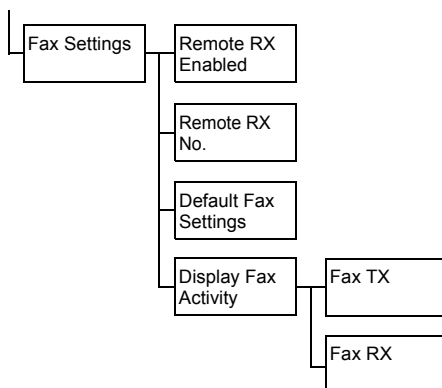 Fax Settings
Remote RX
Enabled
Remote RX
No.
Default Fax
Settings
Display Fax
Activity
Fax TX
Fax RX